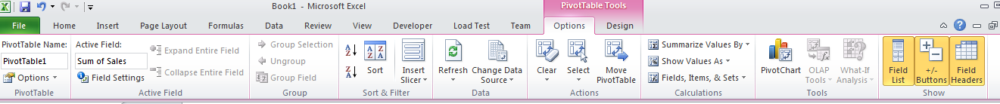 Book1 - Microsoft Excel
PivotTable Tools
File Home Insert Page Layout Formulas Data Review View Developer Load Test Team Options Design
PivotTable Name:
PivotTable1
Options
PivotTable
Active Field:
Sum of Sales
Field Settings
Expand Entire Field
Collapse Entire Field
Active Field
Group Selection
Ungroup
Group Field
Group
A
Z
Z
A
A Z
Z A
Sort
Insert
Slicer
Sort & Filter
Refresh
Change Data
Source
Data
Clear
Select
Move
PivotTable
Actions
Summarize Values By
Show Values As
Fields, Items, & Sets
Calculations
PivotChart
OLAP
Tools
What-If
Analysis
Tools
Field
List
+/-
Buttons
Field
Headers
Show